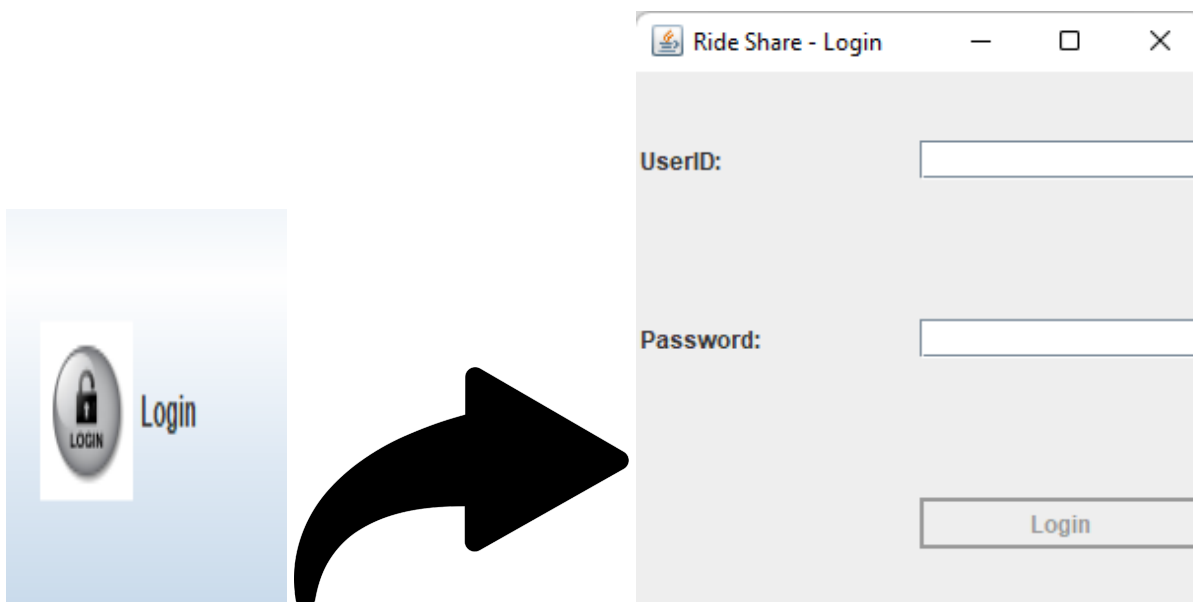 Ride Share - Login
UserID:
Password:
LOGIN
Login
Login